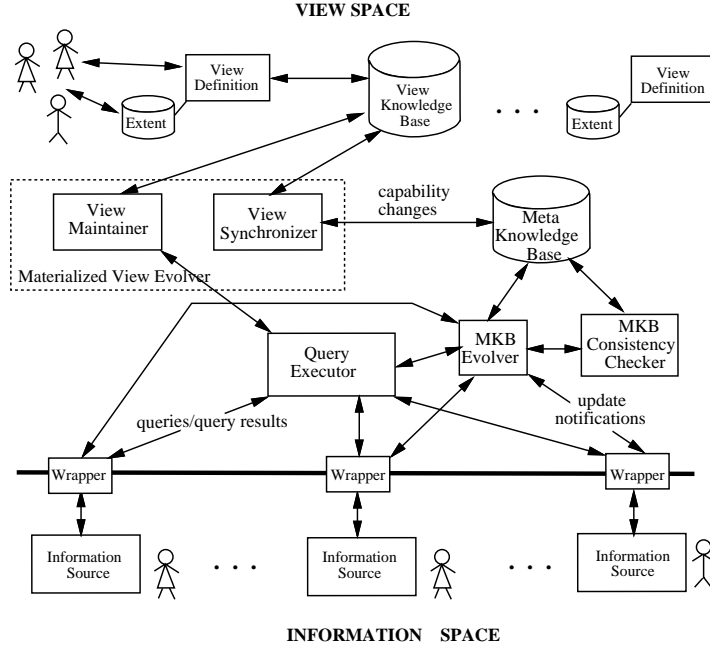 VIEW SPACE
View
Definition
Extent
View
Knowledge
Base
. . .
Extent
View
Definition
View
Maintainer
View
Synchronizer
Materialized View Evolver
capability
changes
Meta
Knowledge
Base
Query
Executor
MKB
Evolver
MKB
Consistency
Checker
queries/query results
update
notifications
Wrapper
Wrapper
Wrapper
Information
Source
. . .
Information
Source
. . .
Information
Source
INFORMATION SPACE